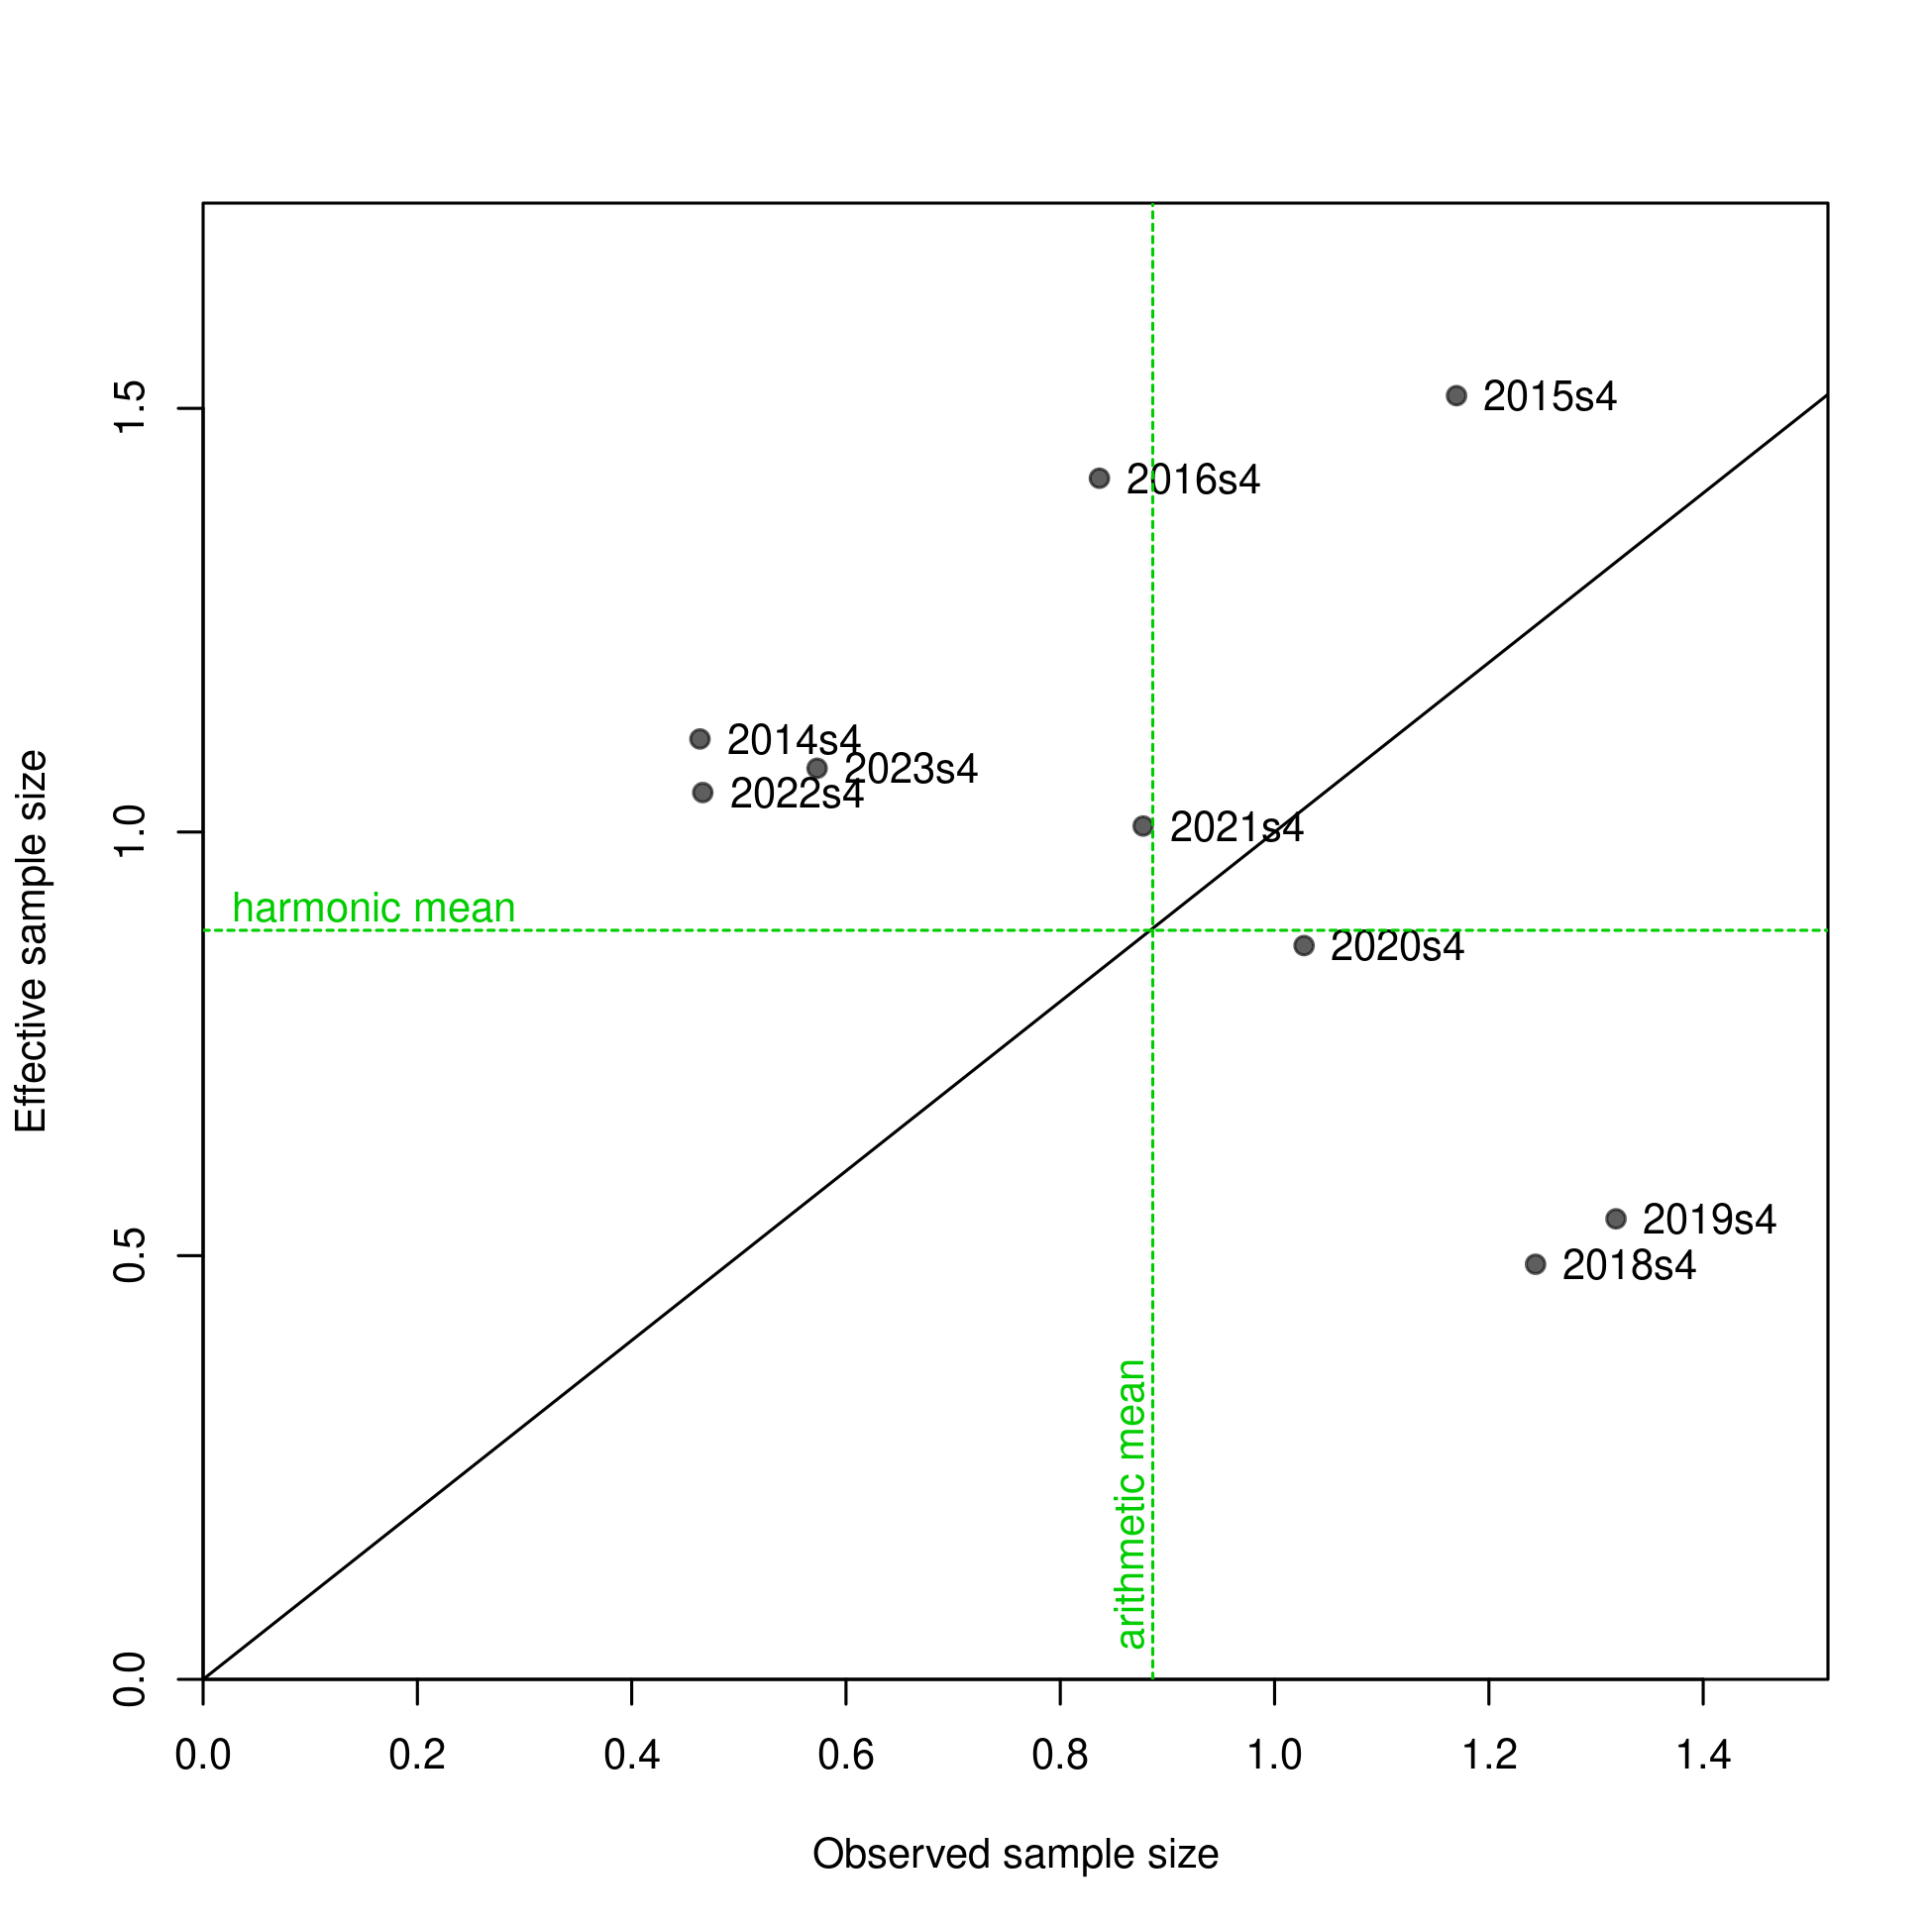 1.5
1.0
0.5
0.0
Effective sample size
2015s4
2016s4
2014s4
2023s4
2022s4
2021s4
harmonic mean
2020s4
2019s4
2018s4
arithmetic mean
0.0 0.2 0.4 0.6 0.8 1.0 1.2 1.4
Observed sample size